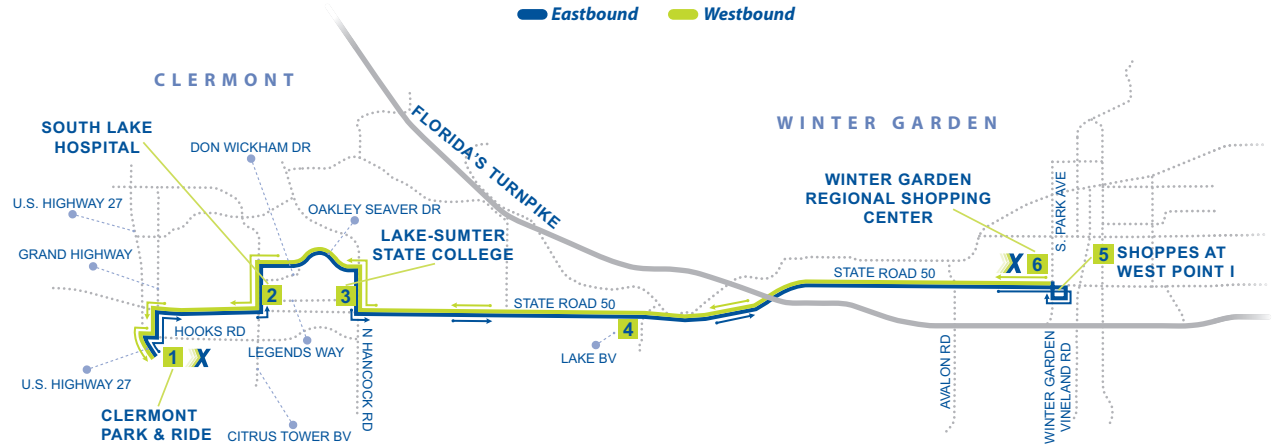 Eastbound
Westbound
CLERMONT
WINTER GARDEN
SOUTH LAKE
HOSPITAL
DON WICKHAM DR
FLORIDA'S TURNPIKE
U.S. HIGHWAY 27
OAKLEY SEAVER DR
LAKE-SUMTER
STATE COLLEGE
GRAND HIGHWAY
WINTER GARDEN
REGIONAL SHOPPING
CENTER
S. PARK AVE
X 6
5
SHOPPES AT
WEST POINT I
STATE ROAD 50
2
3
STATE ROAD 50
4
HOOKS RD
1 X
LEGENDS WAY
LAKE BV
U.S. HIGHWAY 27
CLERMONT
PARK & RIDE
CITRUS TOWER BV
N HANCOCK RD
AVALON RD
WINTER GARDEN
VINELAND RD